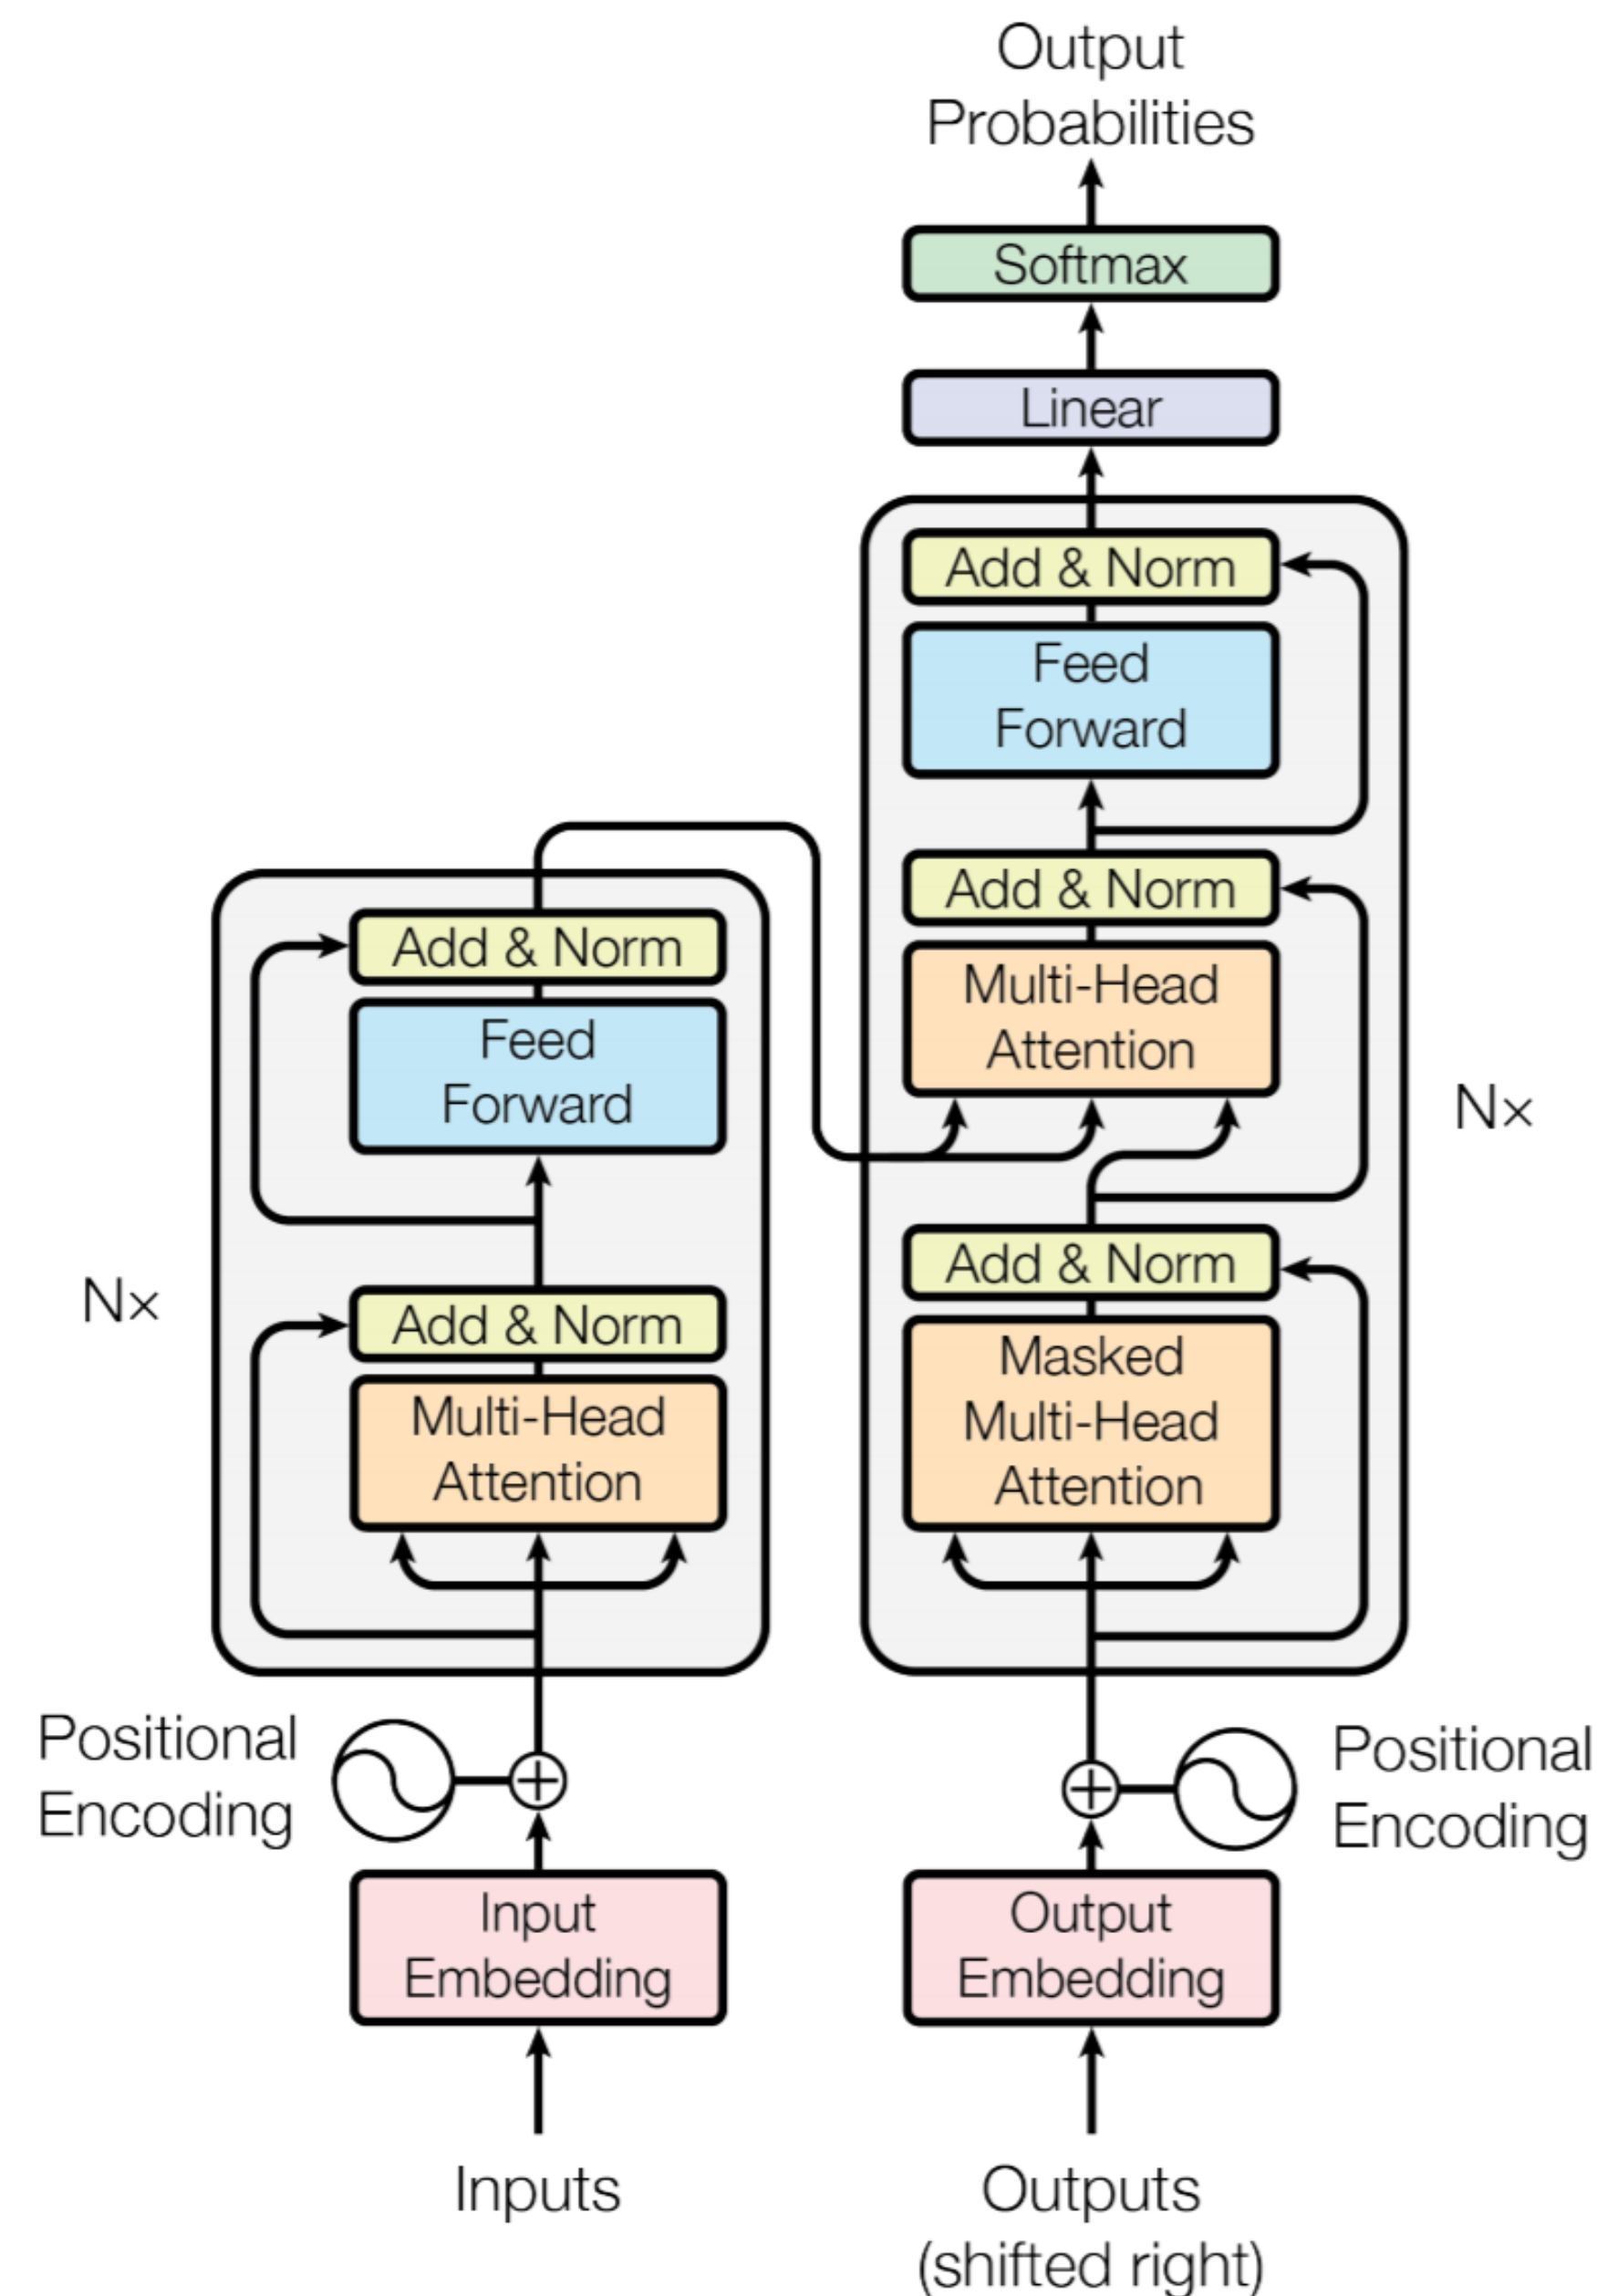 Output
Probabilities
Softmax
Linear
Add & Norm
Feed
Forward
Add & Norm
Multi-Head
Attention
Add & Norm
Masked
Multi-Head
Attention
N×
Add & Norm
Feed
Forward
Add & Norm
Multi-Head
Attention
N×
Positional
Encoding
Input
Embedding
Inputs
Positional
Encoding
Output
Embedding
Outputs
(shifted right)